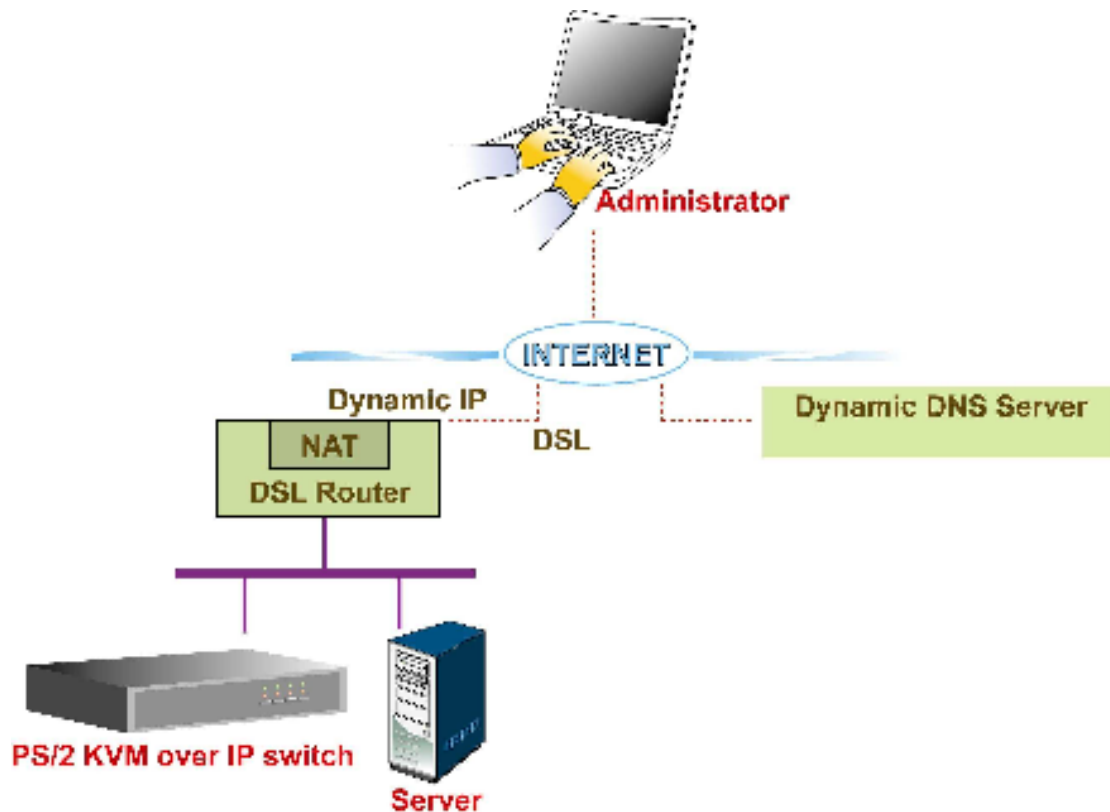 Administrator
INTERNET
Dynamic IP
DSL
Dynamic DNS Server
NAT
DSL Router
PS/2 KVM over IP switch
Server